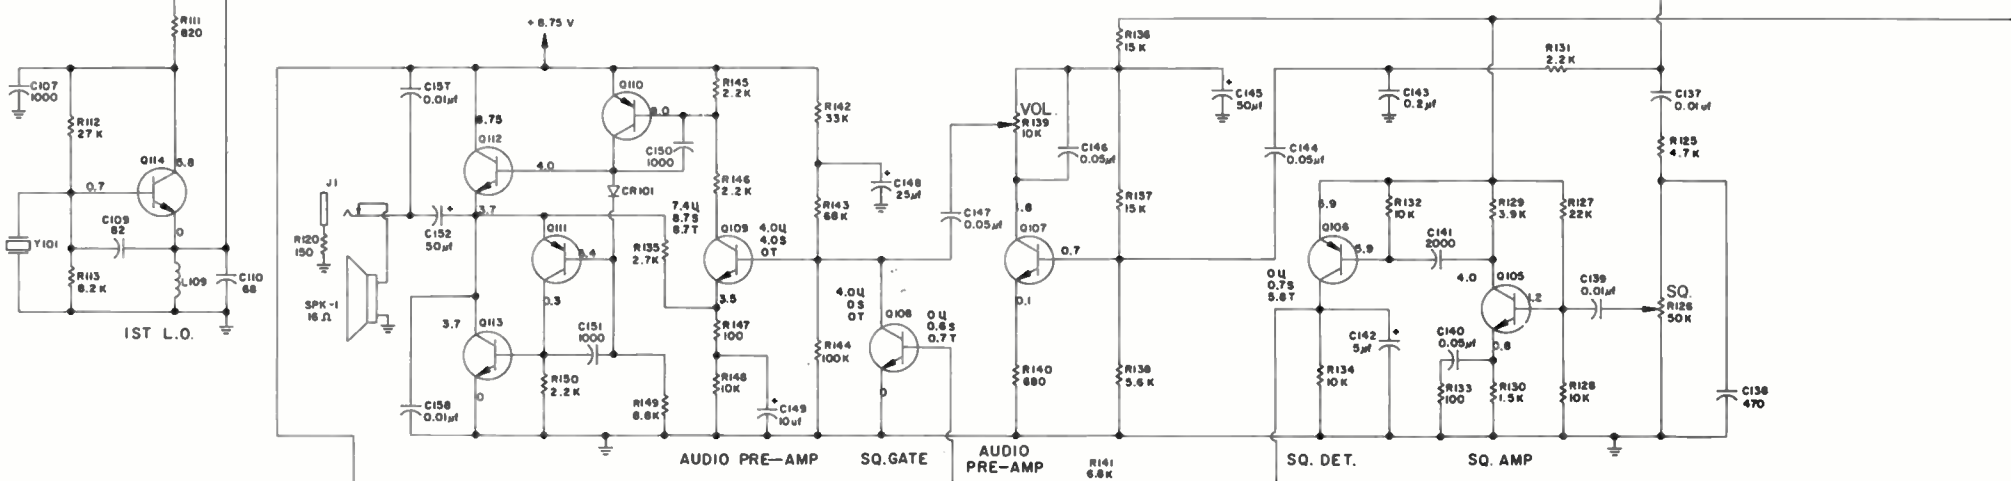 R111
820
C107
1000
R112
27 K
Q114
5.8
0.7
C109
82
0
Y101
R113
8.2K
L109
C110
68
1ST L.O.
+ 8.75 V
C157
0.01µf
8.75
Q112
4.0
Q110
8.0
C150
1000
CR101
R145
2.2K
R146
2.2K
R142
33K
C148
25µf
R143
68K
J1
R120
150
3.7
C152
50µf
SPK-1
16 Ω
Q111
8.4
0.3
7.4U
8.7S
8.7T
R135
2.7K
Q109
4.0U
4.0S
0T
3.5
3.7
Q113
0
C151
1000
R147
100
R144
100K
4.0U
0S
0T
Q108
0U
0.6S
0.7T
0
C158
0.01µf
R150
2.2K
R149
6.8K
R148
10K
C149
10uf
AUDIO PRE-AMP
SQ.GATE
R136
15 K
VOL
R139
10K
C146
0.05µf
C145
50µf
C147
0.05µf
1.8
Q107
0.7
0.1
R157
15K
R140
680
R138
5.6K
AUDIO
PRE-AMP
R141
6.8K
R131
2.2K
C143
0.2µf
C144
0.05µf
C137
0.01uf
R125
4.7K
5.9
Q106
5.9
R132
10K
R129
3.9K
R127
22K
C141
2000
4.0
Q105
1.2
C139
0.01µf
SQ.
R126
50K
0U
0.7S
5.8T
C142
5µf
C140
0.05µf
0.6
R134
10K
R133
100
R130
1.5K
R128
10K
C138
470
SQ. DET.
SQ. AMP